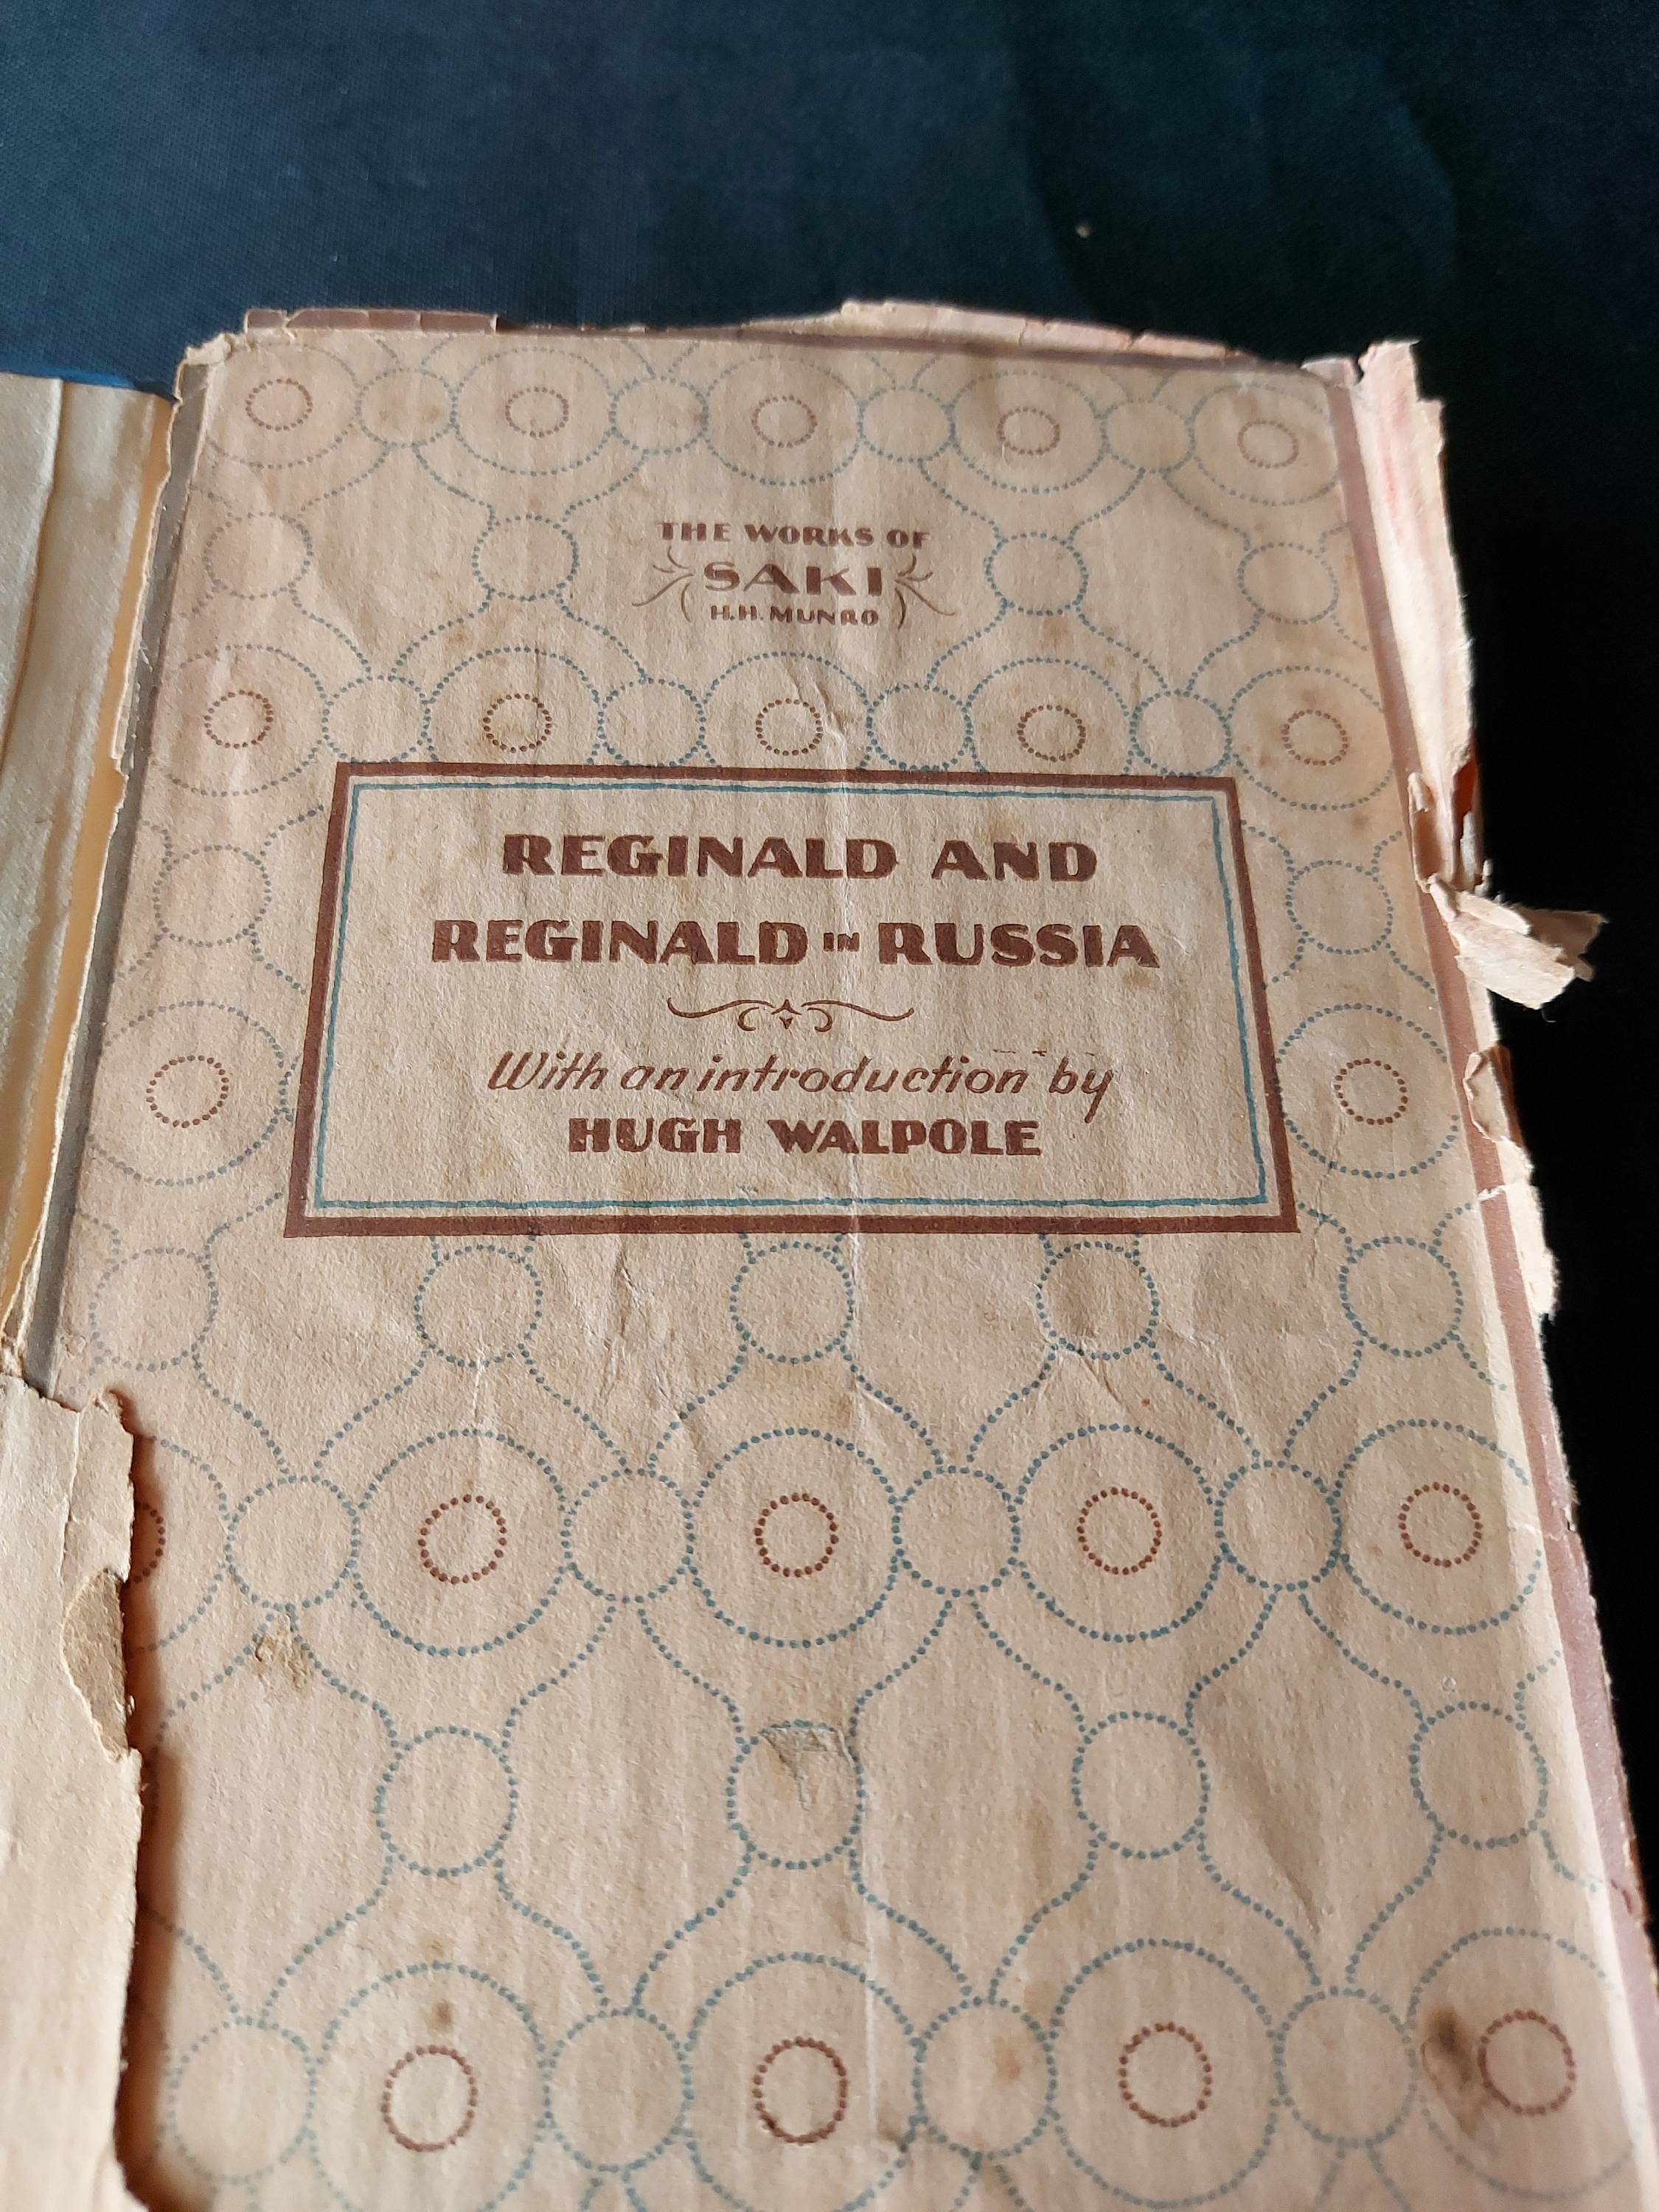 THE WORKS OF
SAKI
(H.H. MUNRO)
REGINALD AND
REGINALD IN RUSSIA
With an introduction by
HUGH WALPOLE